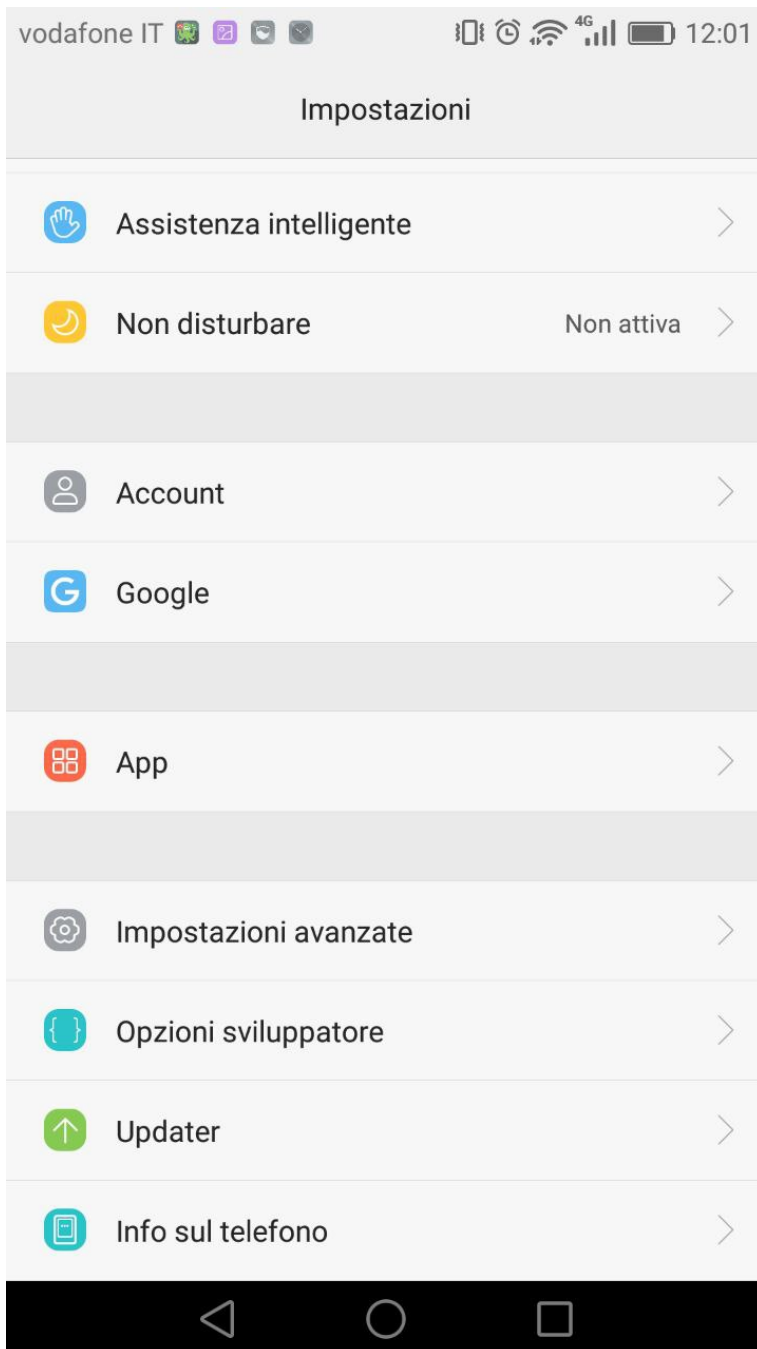 vodafone IT 4G 12:01
Impostazioni
Assistenza intelligente
Non disturbare Non attiva
Account
G Google
App
Impostazioni avanzate
{ } Opzioni sviluppatore
Updater
Info sul telefono